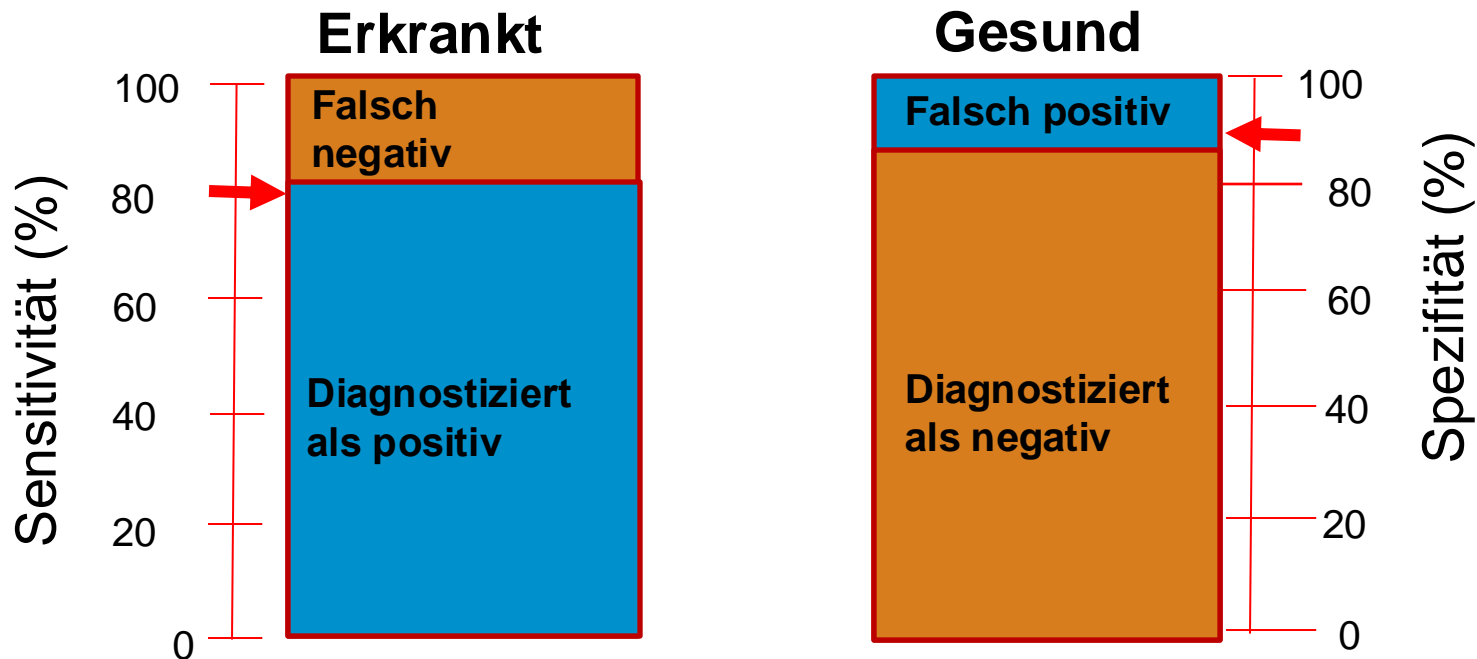 Erkrankt
Gesund
Sensitivität (%)
100
80
60
40
20
0
Falsch
negativ
Diagnostiziert
als positiv
Falsch positiv
Diagnostiziert
als negativ
100
80
60
40
20
0
Spezifität (%)